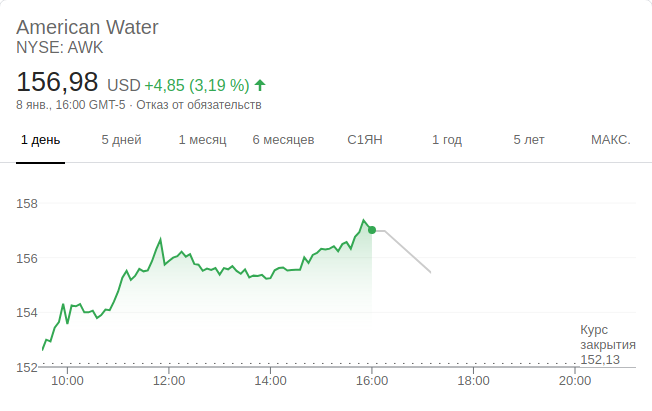 American Water
NYSE: AWK
156,98 USD +4,85 (3,19 %)
8 янв., 16:00 GMT-5 · Отказ от обязательств
1 день 5 дней 1 месяц 6 месяцев С1ЯН 1 год 5 лет МАКС.
158
156
154
152
Курс
закрытия
152,13
10:00 12:00 14:00 16:00 18:00 20:00